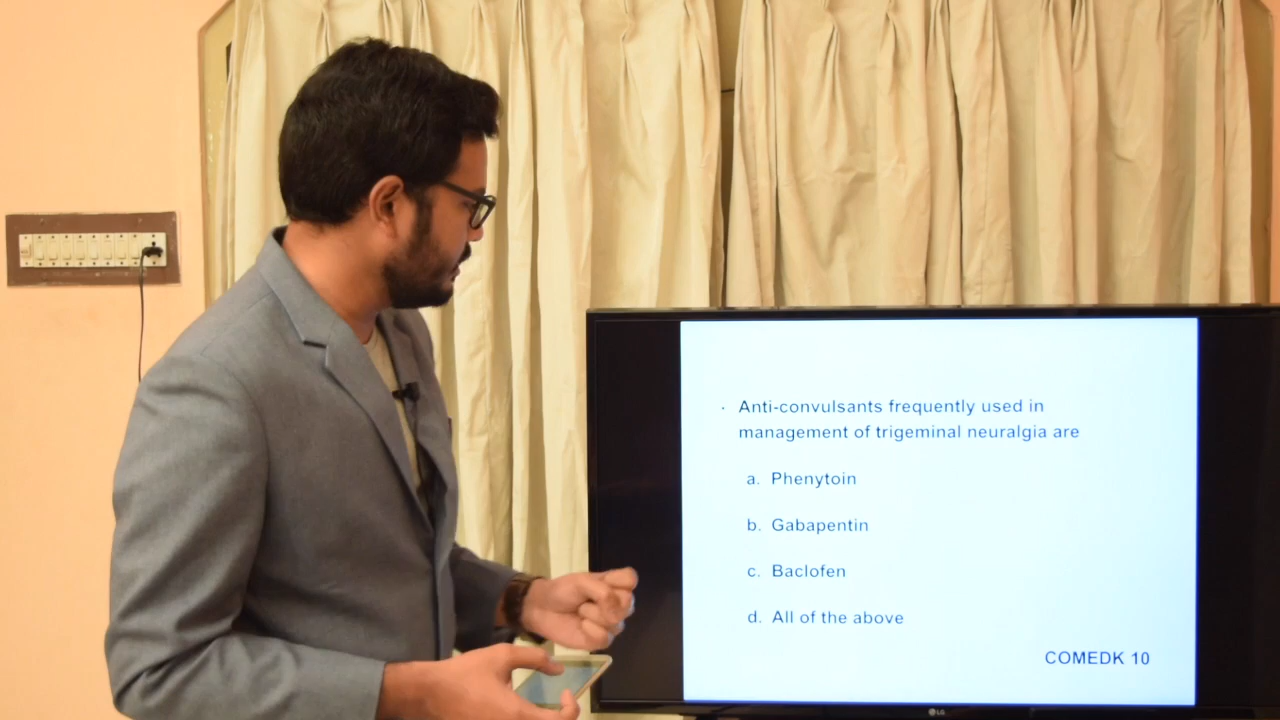 · Anti-convulsants frequently used in
management of trigeminal neuralgia are
a. Phenytoin
b. Gabapentin
c. Baclofen
d. All of the above
COMEDK 10
LG